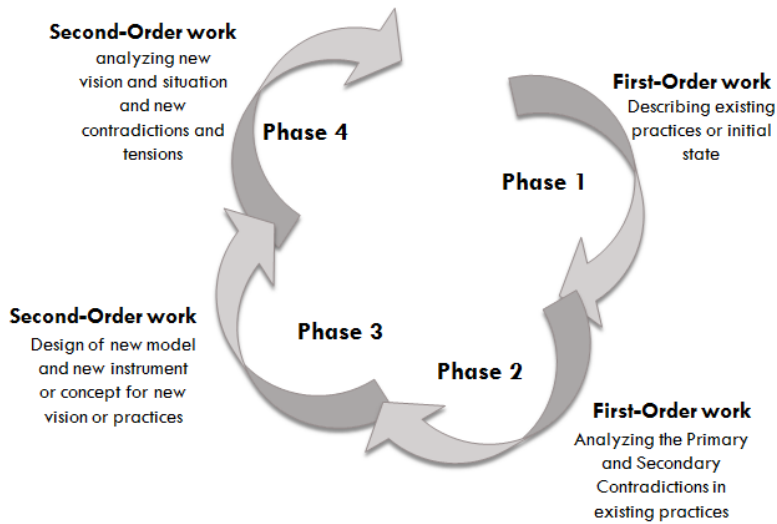 First-Order work
Describing existing
practices or initial
state
Phase 1
First-Order work
Analyzing the Primary
and Secondary
Contradictions in
existing practices
Phase 2
Second-Order work
Design of new model
and new instrument
or concept for new
vision or practices
Phase 3
Second-Order work
analyzing new
vision and situation
and new
contradictions and
tensions
Phase 4